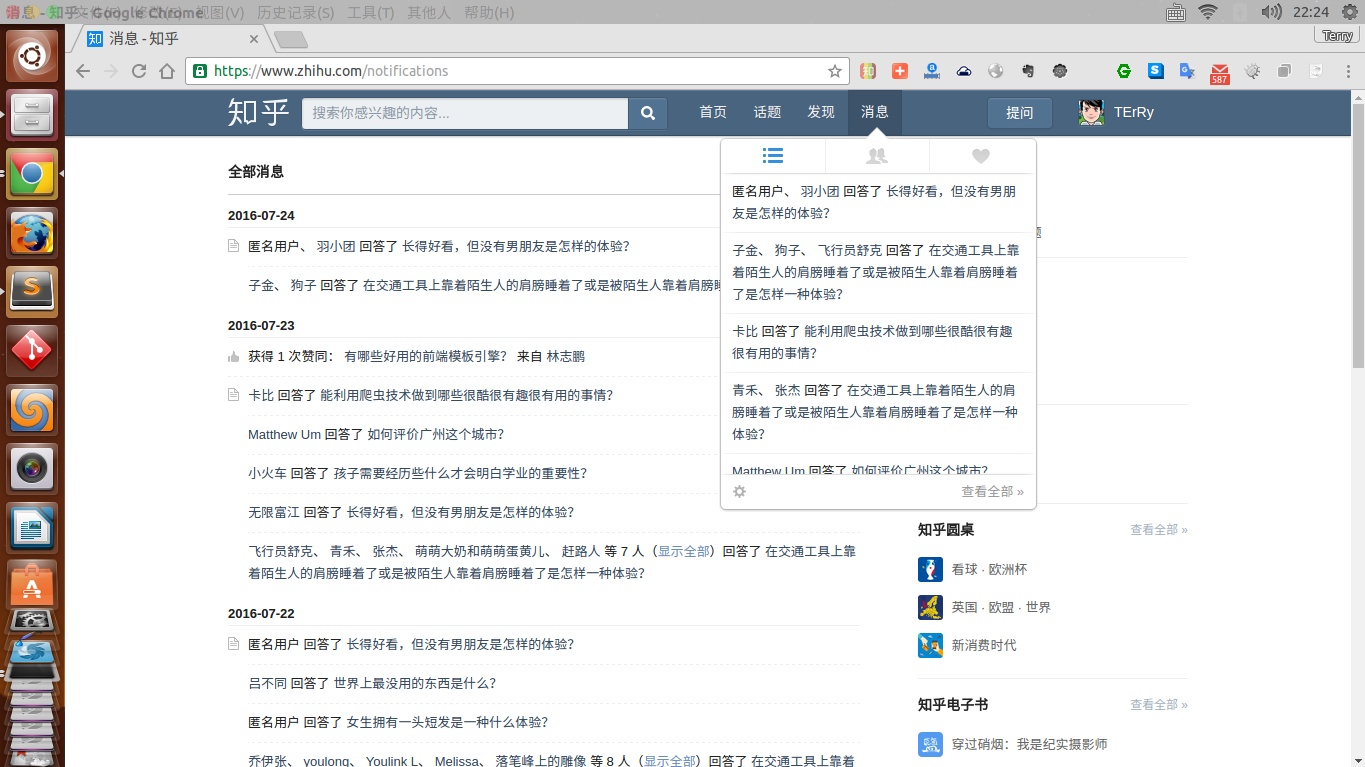 消息 - 知乎 - Google Chrome 视图(V) 历史记录(S) 工具(T) 其他人 帮助(H)
22:24
消息 - 知乎
Terry
https://www.zhihu.com/notifications
587
知乎
搜索你感兴趣的内容...
首页 话题 发现 消息
提问
TErRy
全部消息
2016-07-24
匿名用户、 羽小团 回答了 长得好看，但没有男朋友是怎样的体验？
子金、 狗子 回答了 在交通工具上靠着陌生人的肩膀睡着了或是被陌生人靠着肩膀睡
2016-07-23
获得 1 次赞同： 有哪些好用的前端模板引擎？ 来自 林志鹏
卡比 回答了 能利用爬虫技术做到哪些很酷很有趣很有用的事情？
Matthew Um 回答了 如何评价广州这个城市？
小火车 回答了 孩子需要经历些什么才会明白学业的重要性？
无限富江 回答了 长得好看，但没有男朋友是怎样的体验？
飞行员舒克、 青禾、 张杰、 萌萌大奶和萌萌蛋黄儿、 赶路人 等 7 人（显示全部）回答了 在交通工具上靠
着陌生人的肩膀睡着了或是被陌生人靠着肩膀睡着了是怎样一种体验？
2016-07-22
匿名用户 回答了 长得好看，但没有男朋友是怎样的体验？
吕不同 回答了 世界上最没用的东西是什么？
匿名用户 回答了 女生拥有一头短发是一种什么体验？
乔伊张、 youlong、 Youlink L、 Melissa、 落笔峰上的雕像 等 8 人（显示全部）回答了 在交通工具上靠着
匿名用户、 羽小团 回答了 长得好看，但没有男朋
友是怎样的体验？
子金、 狗子、 飞行员舒克 回答了 在交通工具上靠
着陌生人的肩膀睡着了或是被陌生人靠着肩膀睡着
了是怎样一种体验？
卡比 回答了 能利用爬虫技术做到哪些很酷很有趣
很有用的事情？
青禾、 张杰 回答了 在交通工具上靠着陌生人的肩
膀睡着了或是被陌生人靠着肩膀睡着了是怎样一种
体验？
Matthew Um 回答了 如何评价广州这个城市？
查看全部 »
题
知乎圆桌 查看全部 »
看球 · 欧洲杯
英国 · 欧盟 · 世界
新消费时代
知乎电子书 查看全部 »
穿过硝烟：我是纪实摄影师